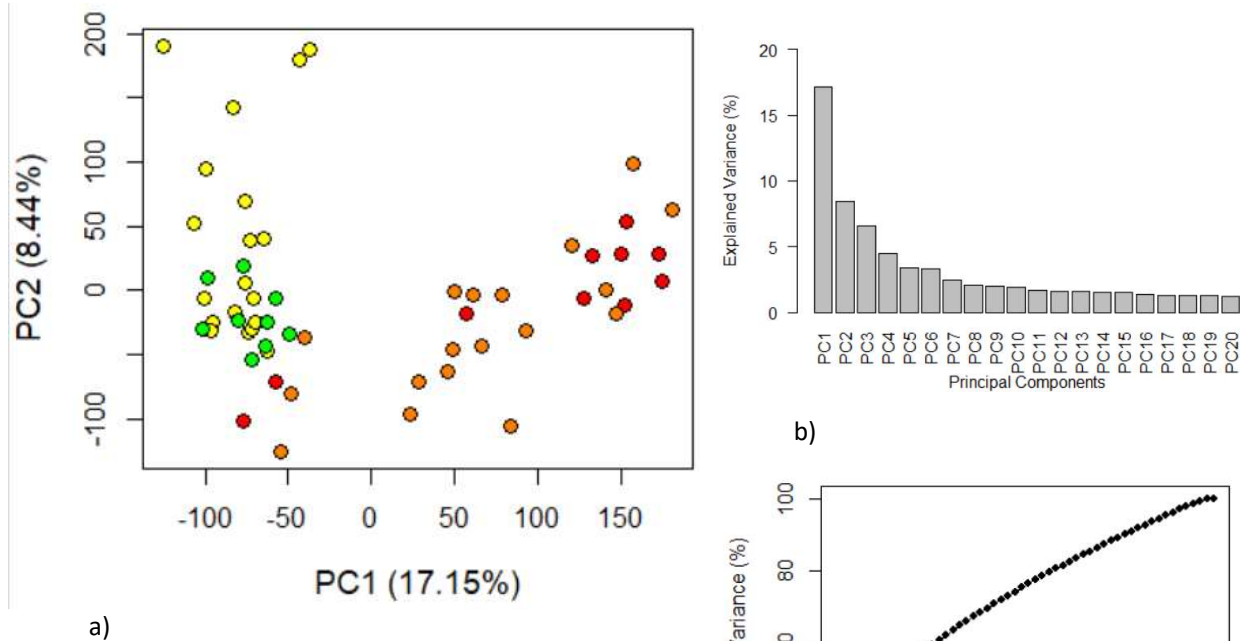 200
100
50
0
-100
PC2 (8.44%)
-100 -50 0 50 100 150
PC1 (17.15%)
a)
20
15
10
5
0
Explained Variance (%)
PC1 PC2 PC3 PC4 PC5 PC6 PC7 PC8 PC9 PC10 PC11 PC12 PC13 PC14 PC15 PC16 PC17 PC18 PC19 PC20
Principal Components
b)
100
80
Variance (%)